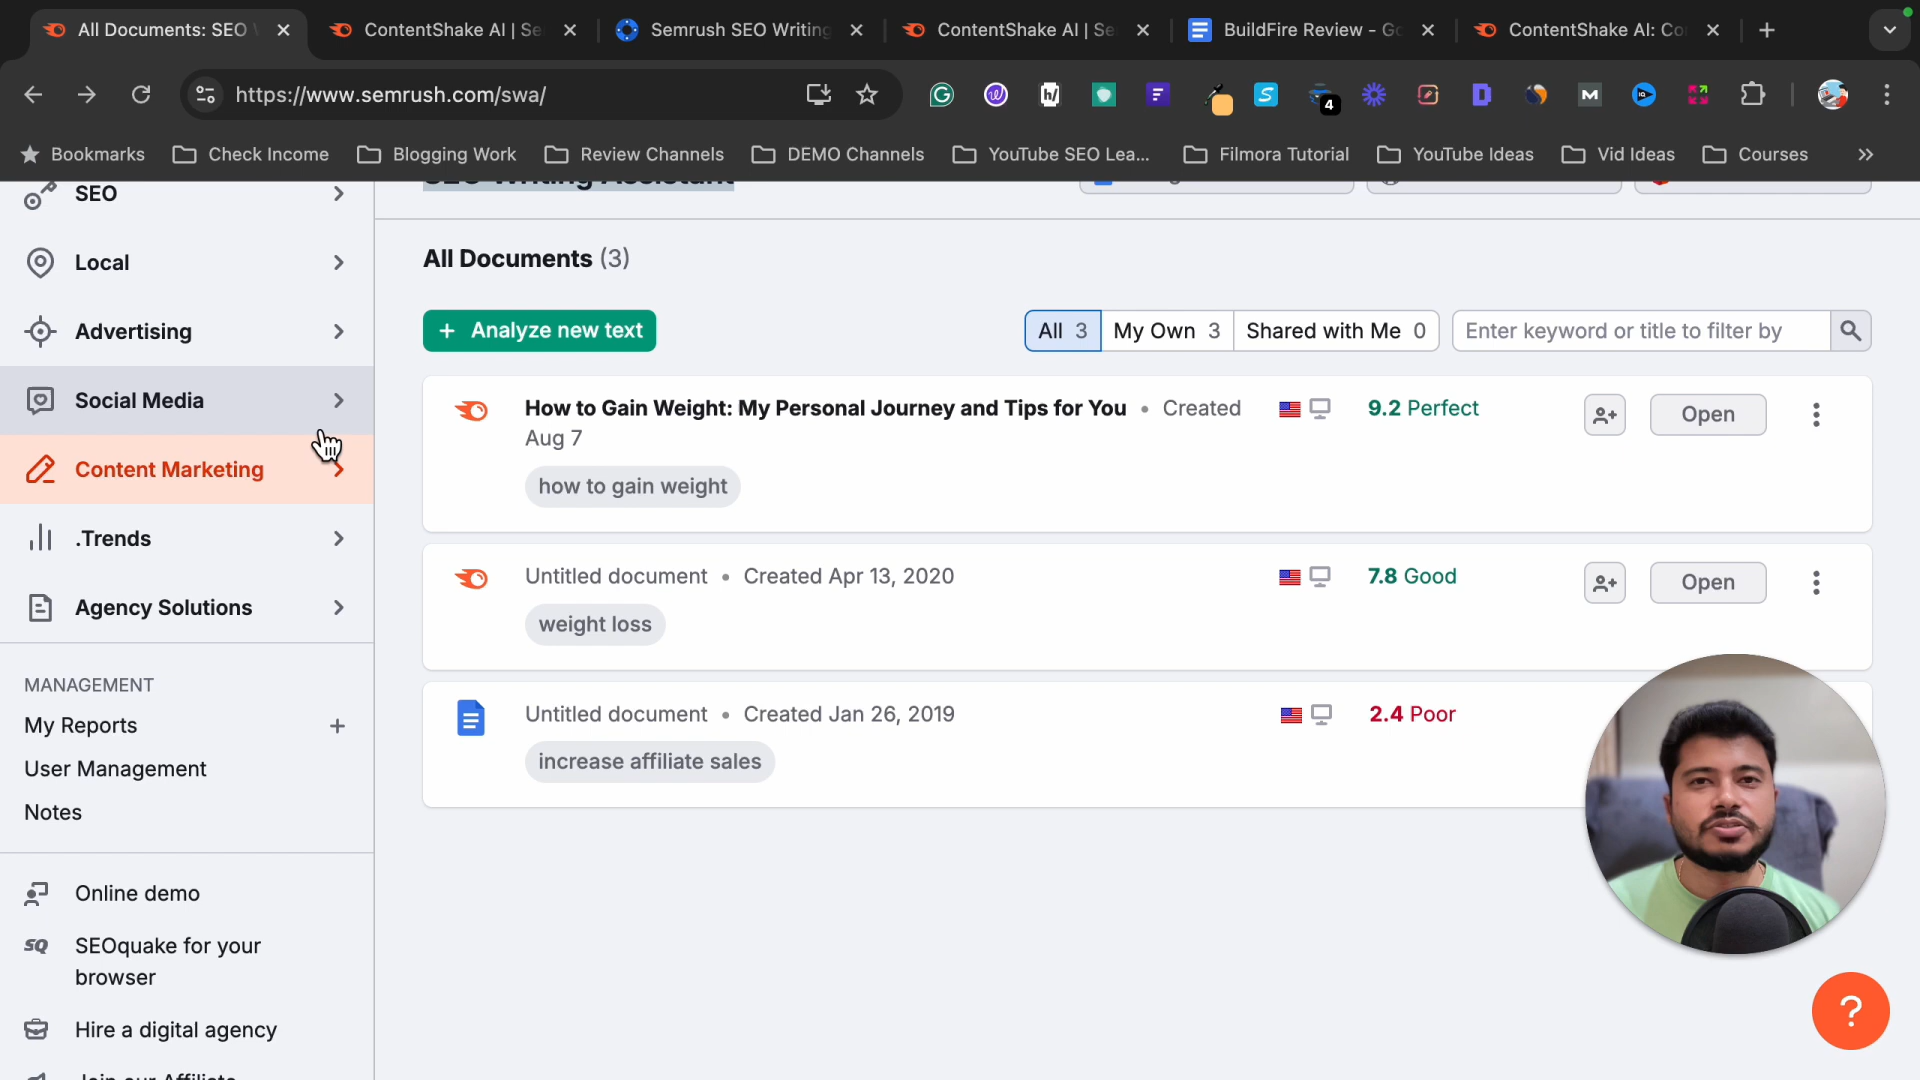 All Documents: SEO
ContentShake AI | Se
Semrush SEO Writing
ContentShake AI | Se
BuildFire Review - Go
ContentShake AI: Co
https://www.semrush.com/swa/
4
Bookmarks
Check Income
Blogging Work
Review Channels
DEMO Channels
YouTube SEO Lea...
Filmora Tutorial
YouTube Ideas
Vid Ideas
Courses
SEO
Local
Advertising
Social Media
Content Marketing
.Trends
Agency Solutions
MANAGEMENT
My Reports
User Management
Notes
Online demo
SEOquake for your
browser
Hire a digital agency
Join our Affiliate
SEO Writing Assistant
All Documents (3)
+ Analyze new text
All 3
My Own 3
Shared with Me 0
Enter keyword or title to filter by
How to Gain Weight: My Personal Journey and Tips for You • Created
Aug 7
how to gain weight
9.2 Perfect
Open
Untitled document • Created Apr 13, 2020
weight loss
7.8 Good
Open
Untitled document • Created Jan 26, 2019
increase affiliate sales
2.4 Poor
?